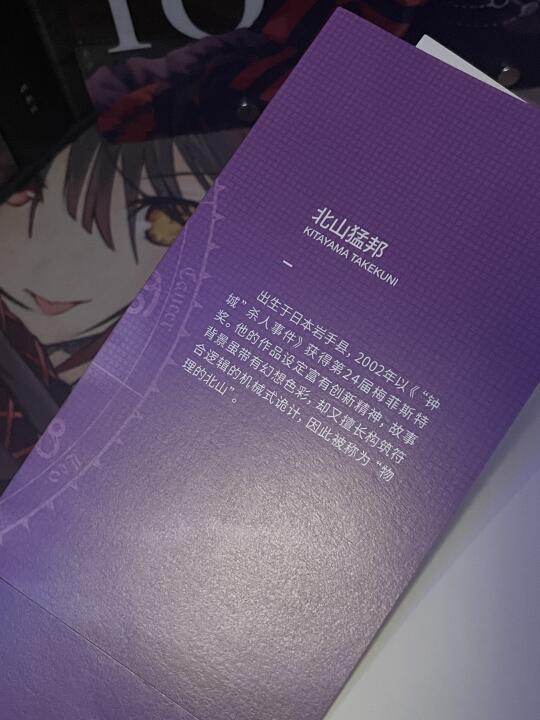 IO
北山猛邦
KITAYAMA TAKEKUNI
出生于日本岩手县，2002年以《“钟
城”杀人事件》获得第24届梅菲斯特
奖。他的作品设定富有创新精神，故事
背景虽带有幻想色彩，却又擅长构筑符
合逻辑的机械式诡计，因此被称为“物
理的北山”。
Cancer